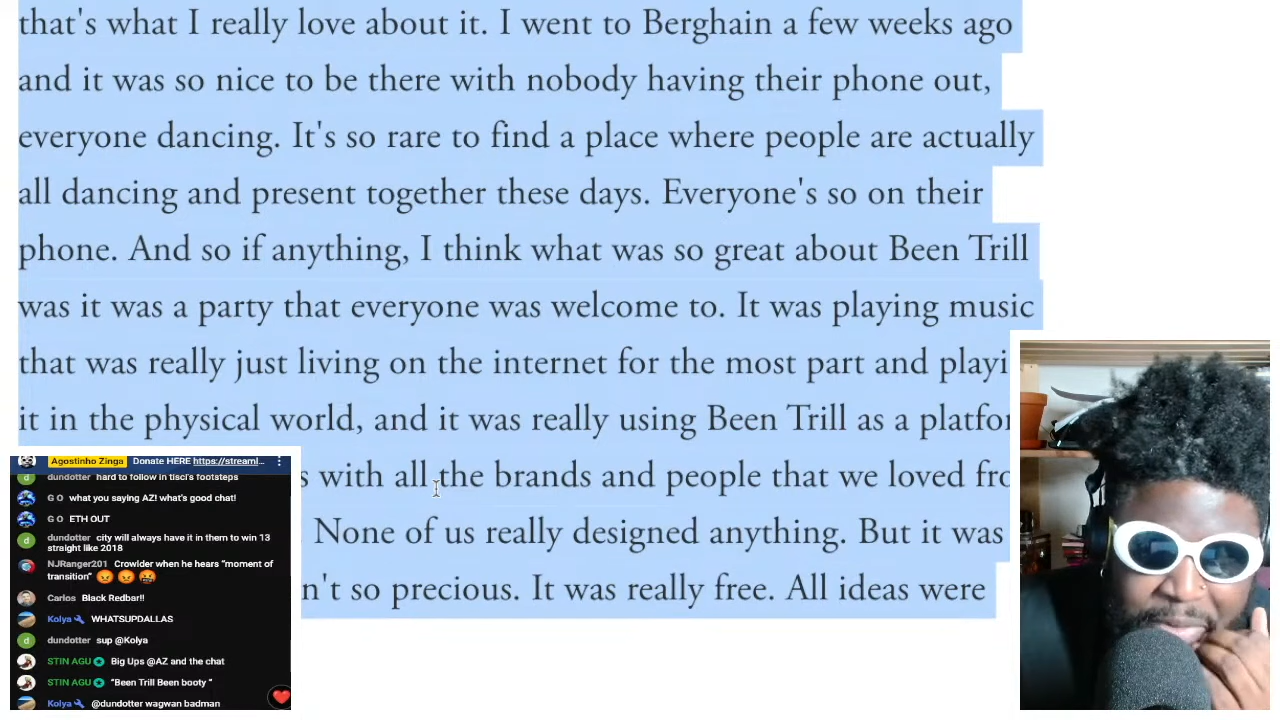 that's what I really love about it. I went to Berghain a few weeks ago
and it was so nice to be there with nobody having their phone out,
everyone dancing. It's so rare to find a place where people are actually
all dancing and present together these days. Everyone's so on their
phone. And so if anything, I think what was so great about Been Trill
was it was a party that everyone was welcome to. It was playing music
that was really just living on the internet for the most part and playi
it in the physical world, and it was really using Been Trill as a platfor
s with all the brands and people that we loved fro
None of us really designed anything. But it was
n't so precious. It was really free. All ideas were
Agostinho Zinga Donate HERE https://streaml...
dundotter hard to follow in tisci's footsteps
G O what you saying AZ! what's good chat!
G O ETH OUT
dundotter city will always have it in them to win 13
straight like 2018
NJRanger201 Crowlder when he hears "moment of
transition" 😡 😡 🤬
Carlos Black Redbar!!
Kolya WHATSUPDALLAS
dundotter sup @Kolya
STIN AGU Big Ups @AZ and the chat
STIN AGU "Been Trill Been booty "
Kolya @dundotter wagwan badman